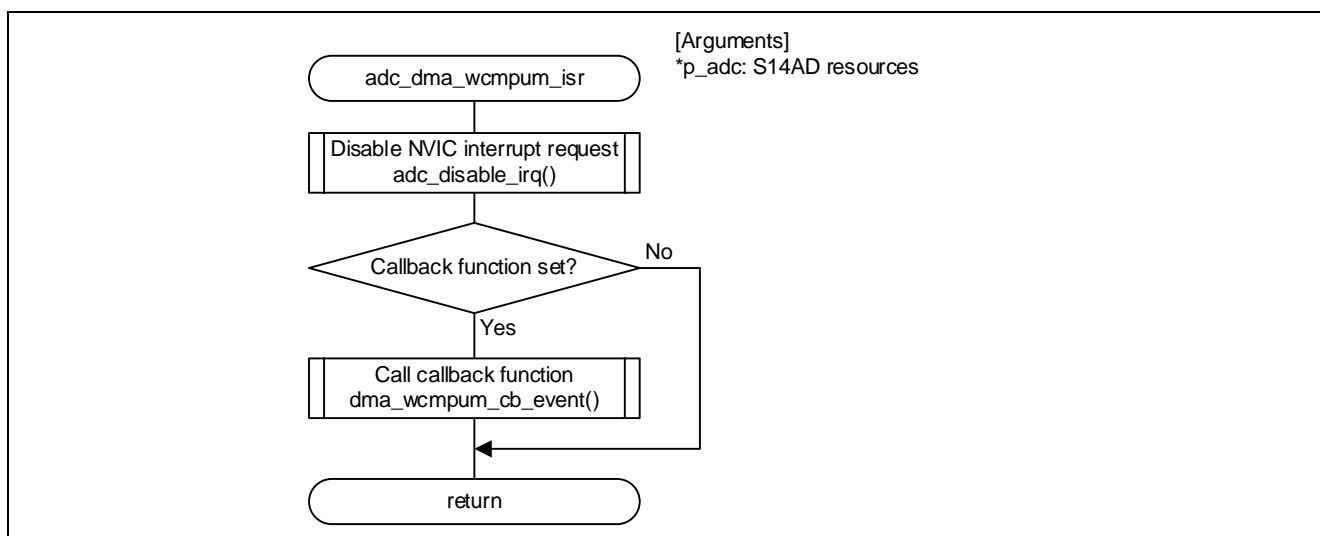 [Arguments]
*p_adc: S14AD resources
adc_dma_wcmpum_isr
Disable NVIC interrupt request
adc_disable_irq()
Callback function set?
No
Yes
Call callback function
dma_wcmpum_cb_event()
return